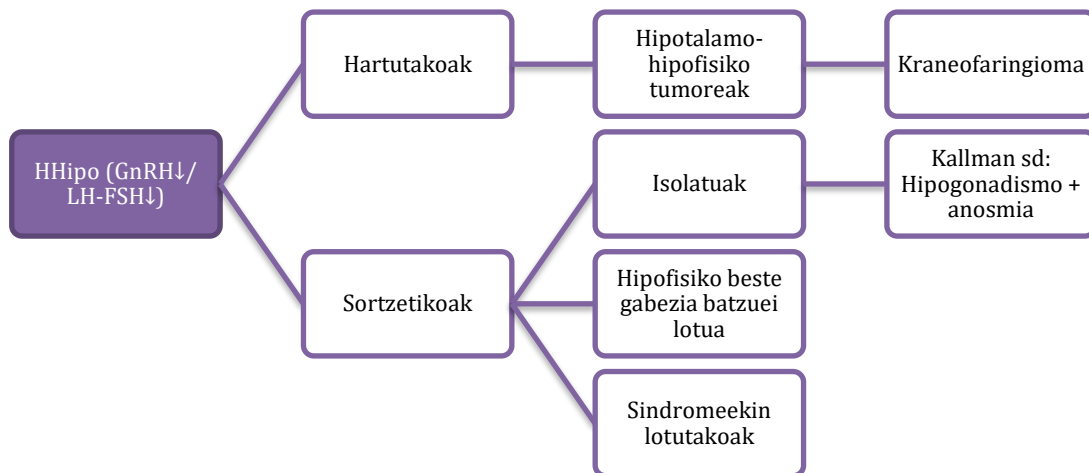 HHipo (GnRH↓/
LH-FSH↓)
Hartutakoak
Hipotalamo-
hipofisiko
tumoreak
Kraneofaringioma
Sortzetikoak
Isolatuak
Kallman sd:
Hipogonadismo +
anosmia
Hipofisiko beste
gabezia batzuei
lotua
Sindromeekin
lotutakoak